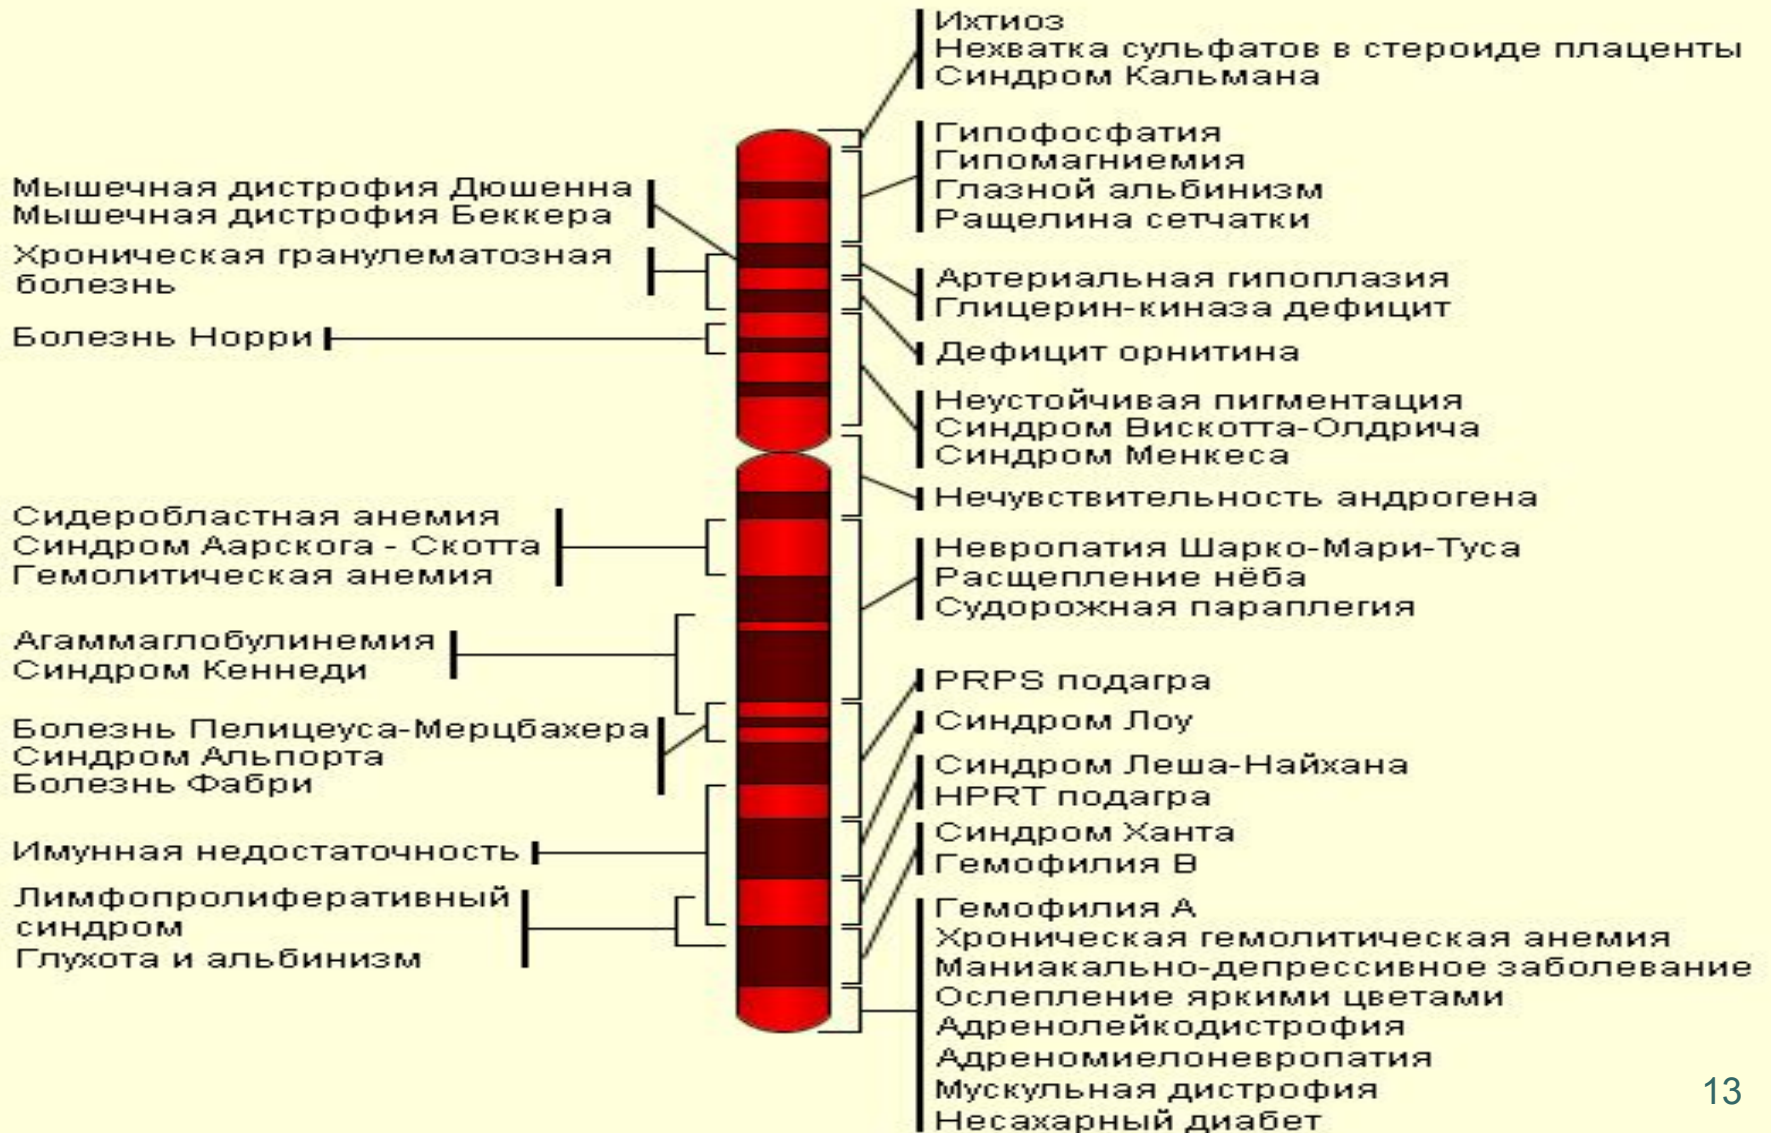 Мышечная дистрофия Дюшенна
Мышечная дистрофия Беккера
Хроническая гранулематозная
болезнь
Болезнь Норри
Сидеробластная анемия
Синдром Аарскога - Скотта
Гемолитическая анемия
Агаммаглобулинемия
Синдром Кеннеди
Болезнь Пелицеуса-Мерцбахера
Синдром Альпорта
Болезнь Фабри
Имунная недостаточность
Лимфопролиферативный
синдром
Глухота и альбинизм
Ихтиоз
Нехватка сульфатов в стероиде плаценты
Синдром Кальмана
Гипофосфатия
Гипомагниемия
Глазной альбинизм
Ращелина сетчатки
Артериальная гипоплазия
Глицерин-киназа дефицит
Дефицит орнитина
Неустойчивая пигментация
Синдром Вискотта-Олдрича
Синдром Менкеса
Нечувствительность андрогена
Невропатия Шарко-Мари-Туса
Расщепление нёба
Судорожная параплегия
PRPS подагра
Синдром Лоу
Синдром Леша-Найхана
HPRT подагра
Синдром Ханта
Гемофилия В
Гемофилия А
Хроническая гемолитическая анемия
Маниакально-депрессивное заболевание
Ослепление яркими цветами
Адренолейкодистрофия
Адреномиелоневропатия
Мускульная дистрофия
Несахарный диабет
13